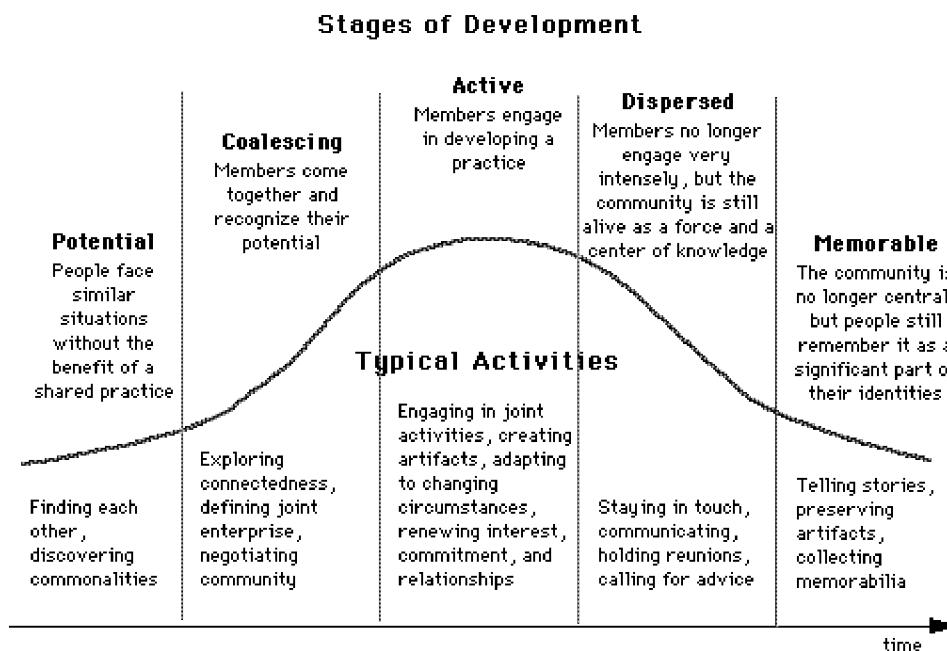 Stages of Development
Potential
People face
similar
situations
without the
benefit of a
shared practice
Coalescing
Members come
together and
recognize their
potential
Active
Members engage
in developing a
practice
Dispersed
Members no longer
engage very
intensely, but the
community is still
alive as a force and a
center of knowledge
Memorable
The community is
no longer central,
but people still
remember it as a
significant part of
their identities
Typical Activities
Finding each
other,
discovering
commonalities
Exploring
connectedness,
defining joint
enterprise,
negotiating
community
Engaging in joint
activities, creating
artifacts, adapting
to changing
circumstances,
renewing interest,
commitment, and
relationships
Staying in touch,
communicating,
holding reunions,
calling for advice
Telling stories,
preserving
artifacts,
collecting
memorabilia
time